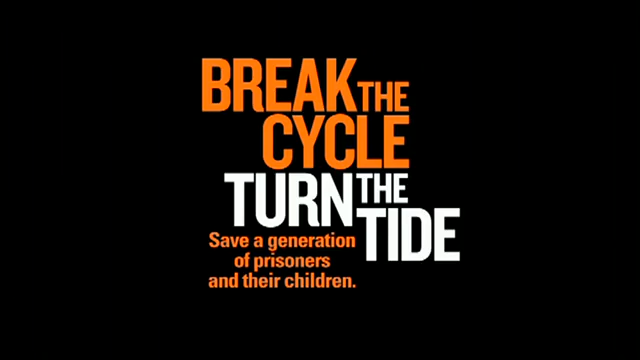 BREAK THE
CYCLE
TURN THE
TIDE
Save a generation
of prisoners
and their children.